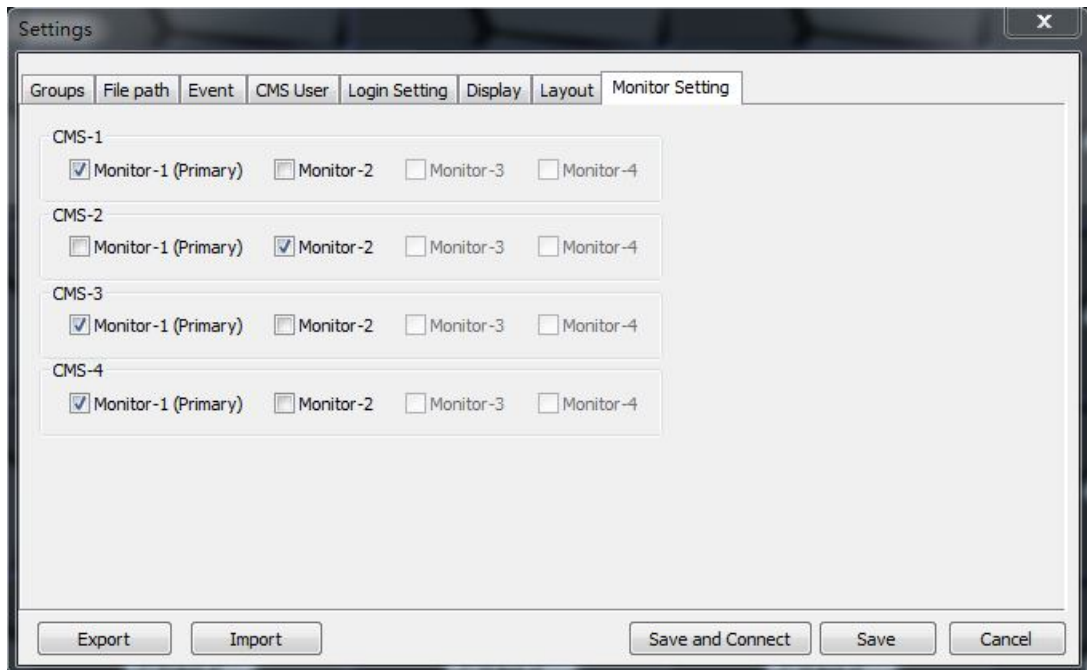 Settings
X
Groups File path Event CMS User Login Setting Display Layout Monitor Setting
CMS-1
Monitor-1 (Primary) Monitor-2 Monitor-3 Monitor-4
CMS-2
Monitor-1 (Primary) Monitor-2 Monitor-3 Monitor-4
CMS-3
Monitor-1 (Primary) Monitor-2 Monitor-3 Monitor-4
CMS-4
Monitor-1 (Primary) Monitor-2 Monitor-3 Monitor-4
Export Import Save and Connect Save Cancel